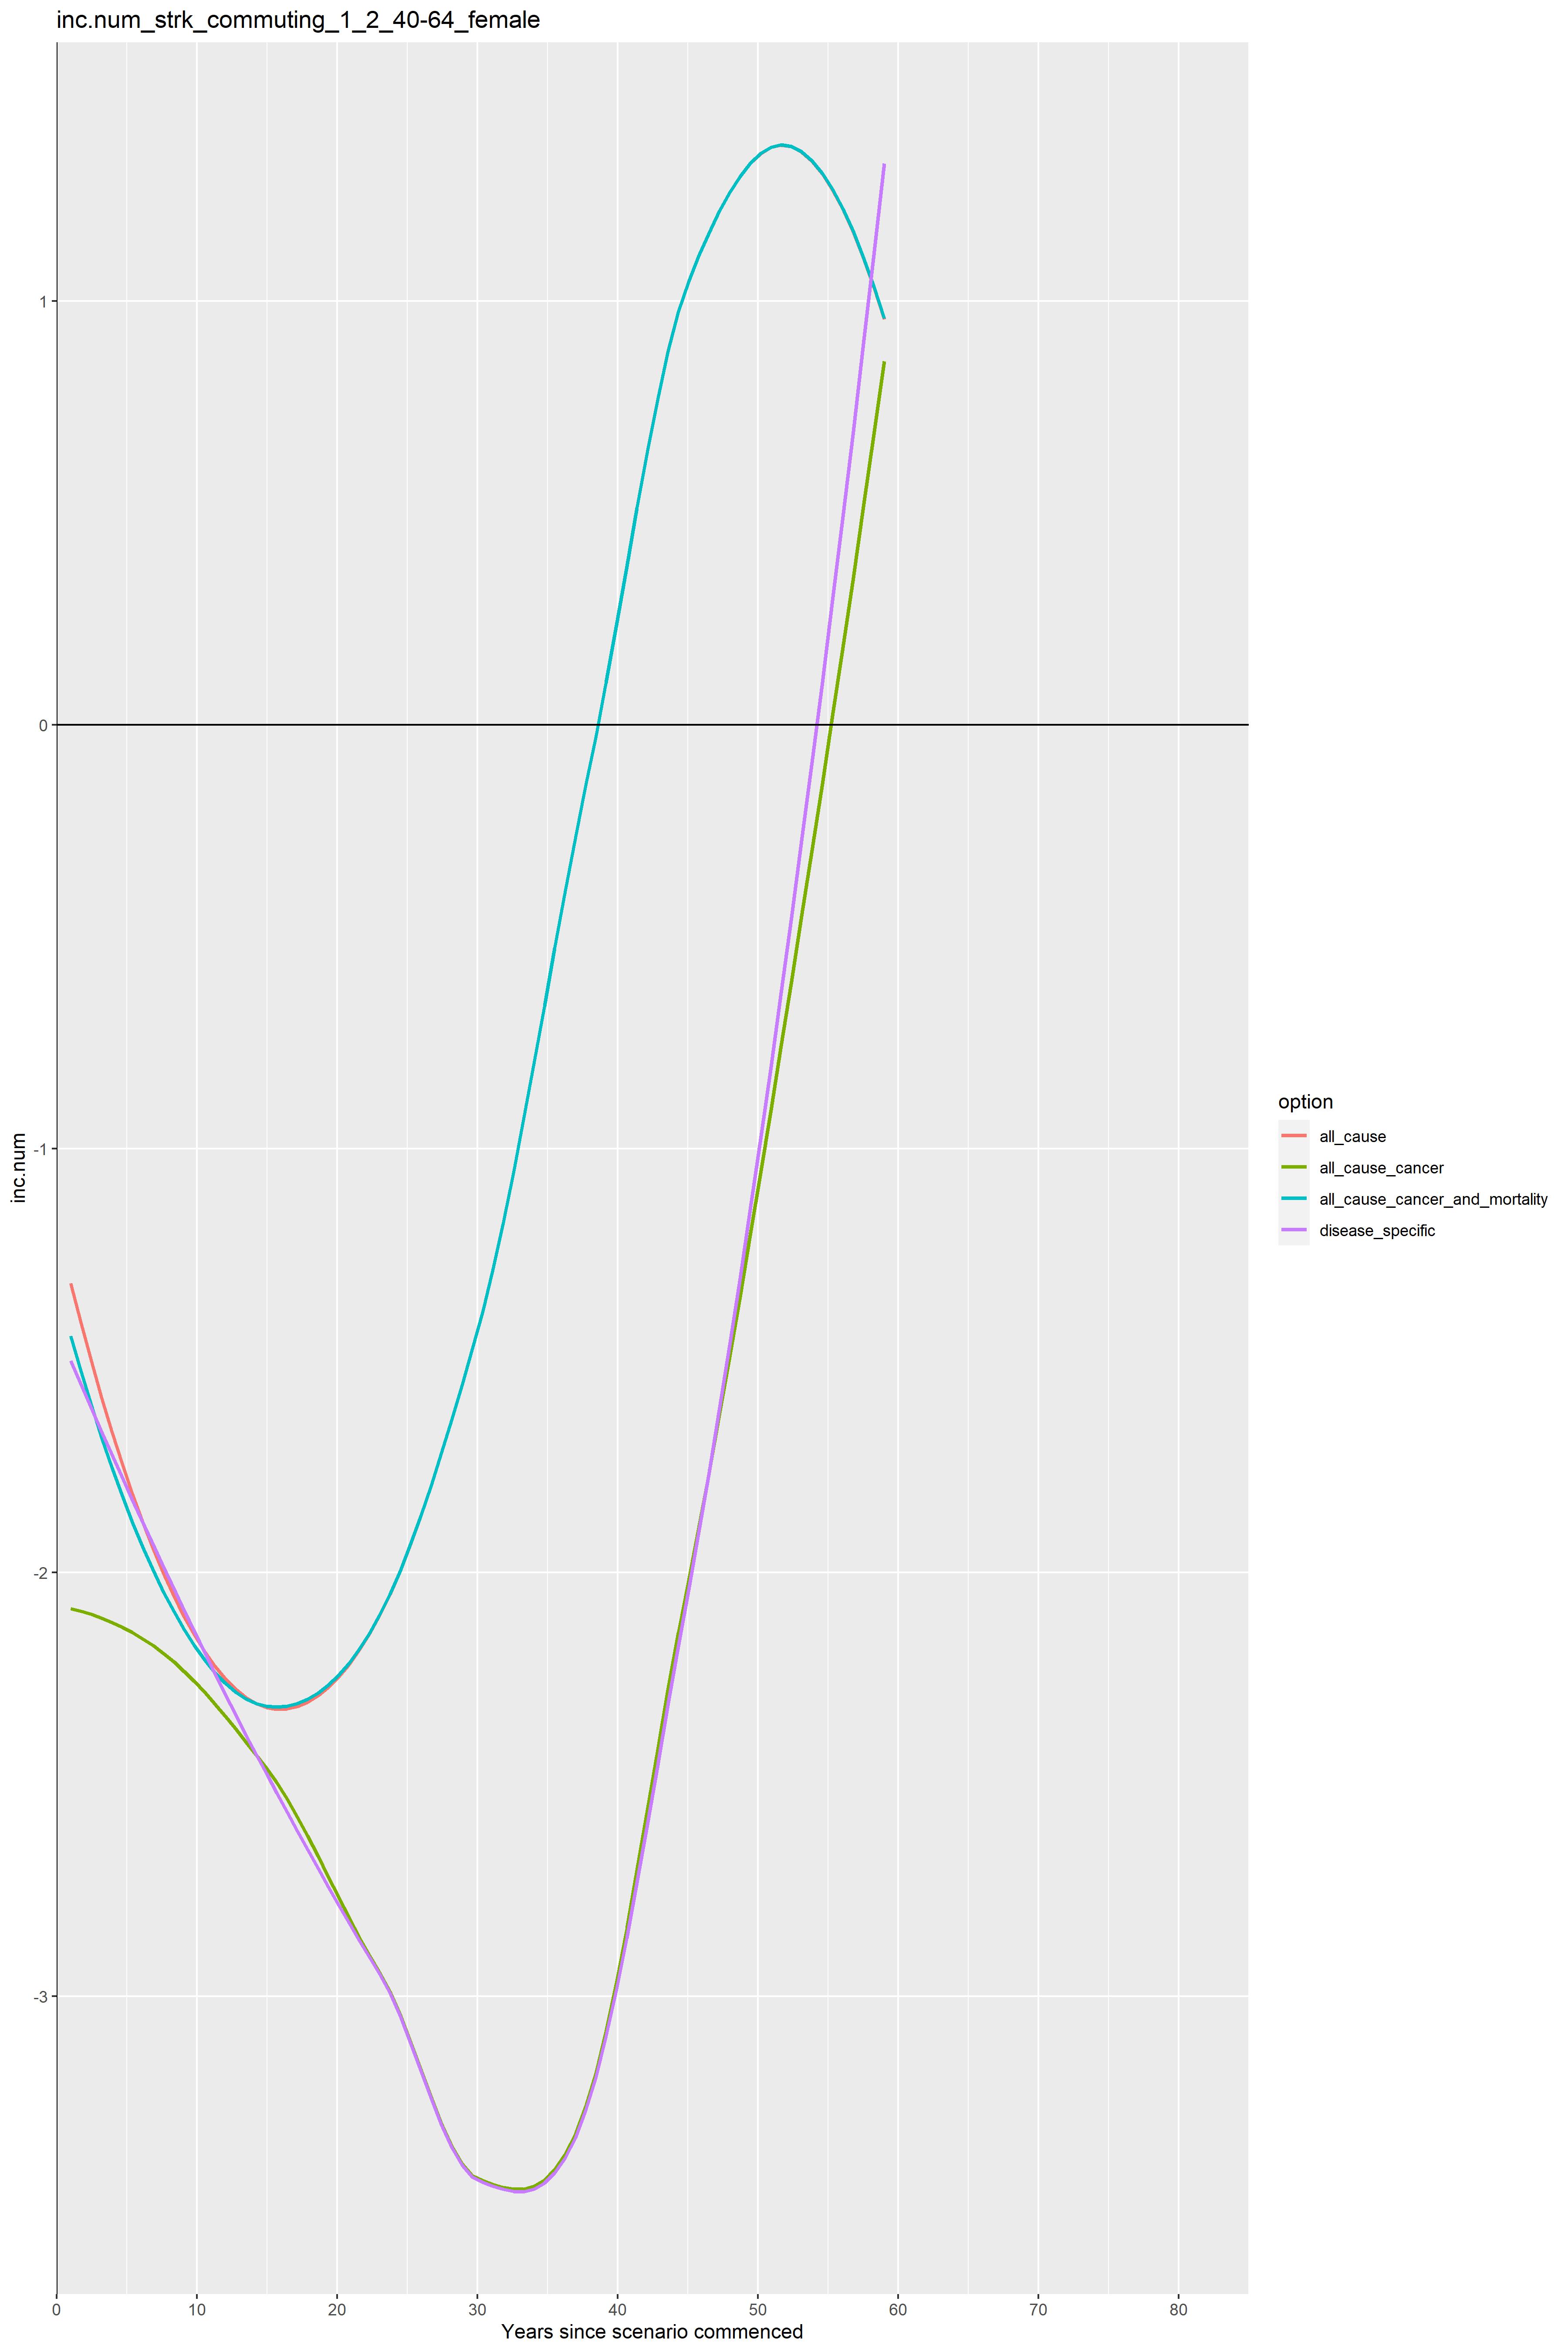 inc.num_strk_commuting_1_2_40-64_female
inc.num
1
0
-1
-2
-3
0 10 20 30 40 50 60 70 80
Years since scenario commenced
option
all_cause
all_cause_cancer
all_cause_cancer_and_mortality
disease_specific